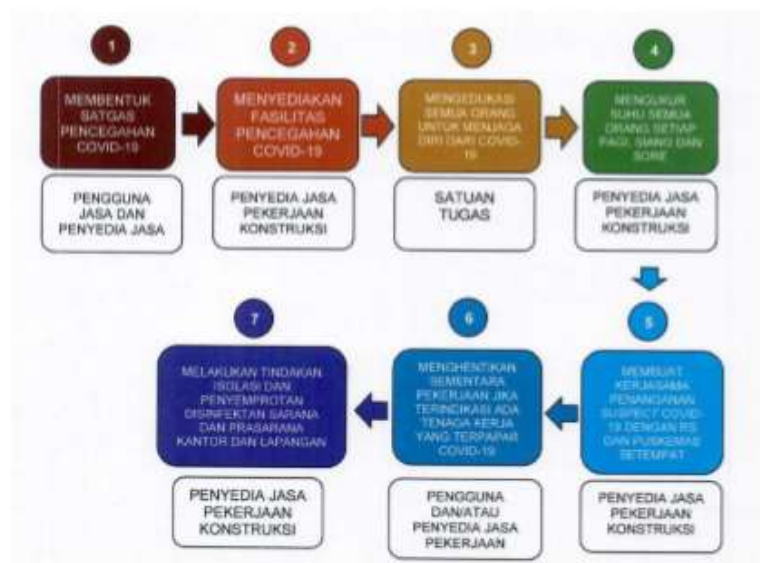 1
MEMBENTUK
SATGAS
PENCEGAHAN
COVID-19
PENGGUNA
JASA DAN
PENYEDIA JASA
2
MENYEDIAKAN
FASILITAS
PENCEGAHAN
COVID-19
PENYEDIA JASA
PEKERJAAN
KONSTRUKSI
3
MENGEDUKASI
SEMUA ORANG
UNTUK MENJAGA
DIRI DARI COVID-
19
SATUAN
TUGAS
4
MENGUKUR
SUHU SEMUA
ORANG SETIAP
PAGI, SIANG DAN
SORE
PENYEDIA JASA
PEKERJAAN
KONSTRUKSI
5
MEMBUAT
KERJASAMA
PENANGANAN
SUSPECT COVID-
19 DENGAN RS
DAN PUSKEMAS
SETEMPAT
PENYEDIA JASA
PEKERJAAN
KONSTRUKSI
6
MENGHENTIKAN
SEMENTARA
PEKERJAAN JIKA
TERINDIKASI ADA
TENAGA KERJA
YANG TERPAPAR
COVID-19
PENGGUNA
DAN/ATAU
PENYEDIA JASA
PEKERJAAN
7
MELAKUKAN TINDAKAN
ISOLASI DAN
PENYEMPROTAN
DISINFEKTAN SARANA
DAN PRASARANA
KANTOR DAN LAPANGAN
PENYEDIA JASA
PEKERJAAN
KONSTRUKSI